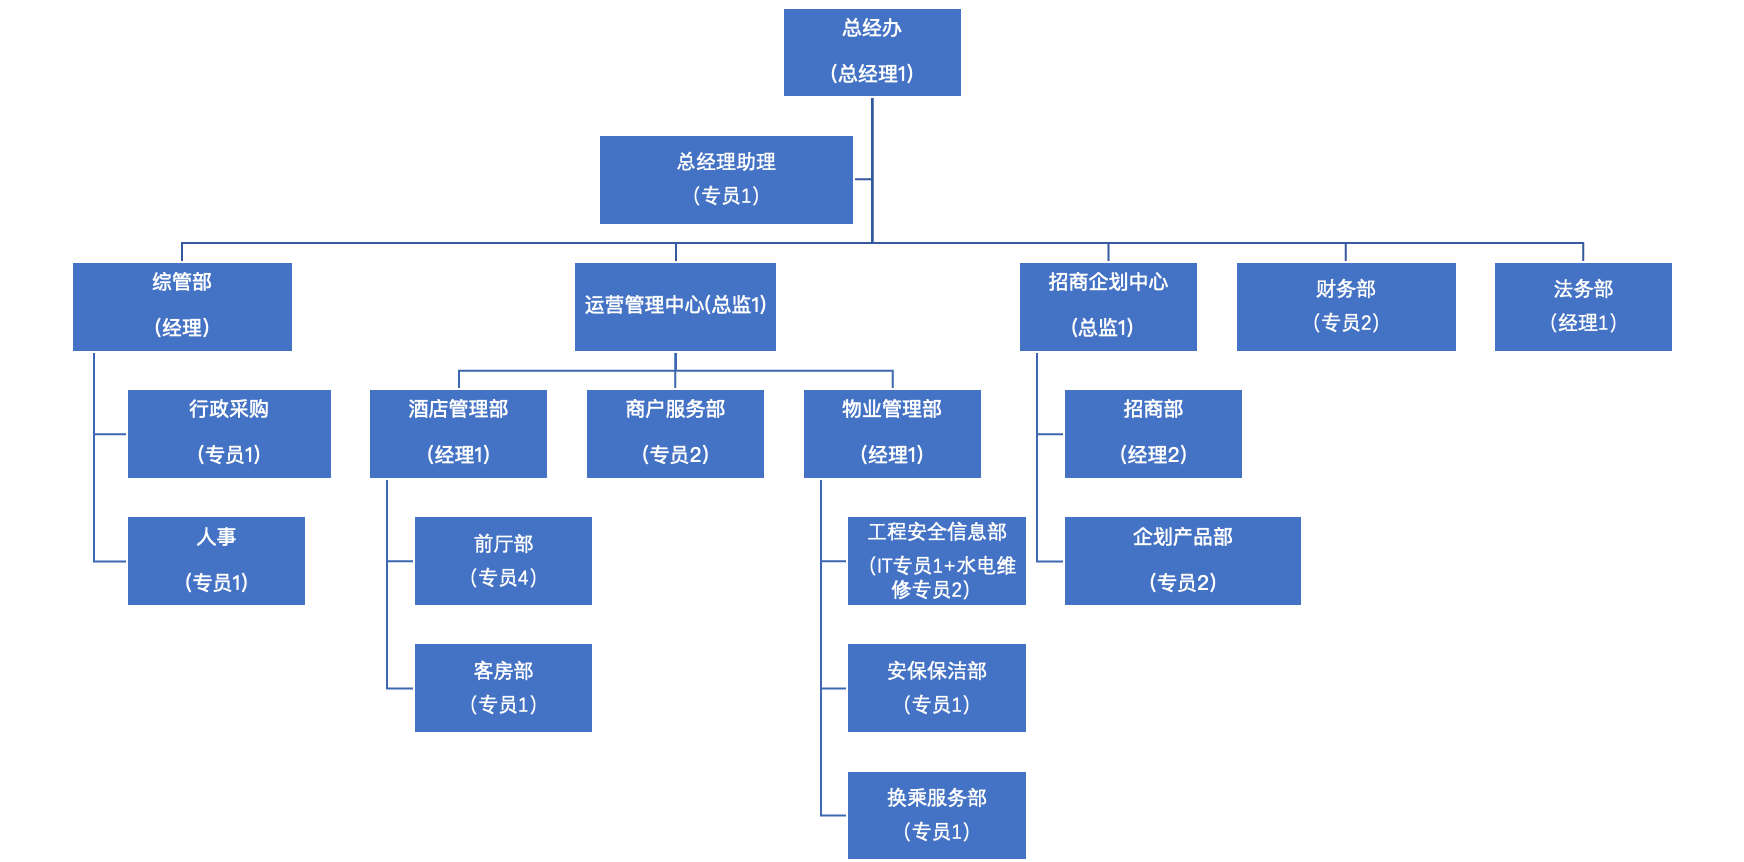 总经办
(总经理1)
总经理助理
（专员1）
综管部
(经理)
运营管理中心(总监1)
招商企划中心
(总监1)
财务部
（专员2）
法务部
（经理1）
行政采购
(专员1)
酒店管理部
(经理1)
商户服务部
(专员2)
物业管理部
(经理1)
招商部
(经理2)
人事
(专员1)
前厅部
（专员4）
工程安全信息部
（IT专员1+水电维
修专员2）
企划产品部
(专员2)
客房部
（专员1）
安保保洁部
（专员1）
换乘服务部
（专员1）